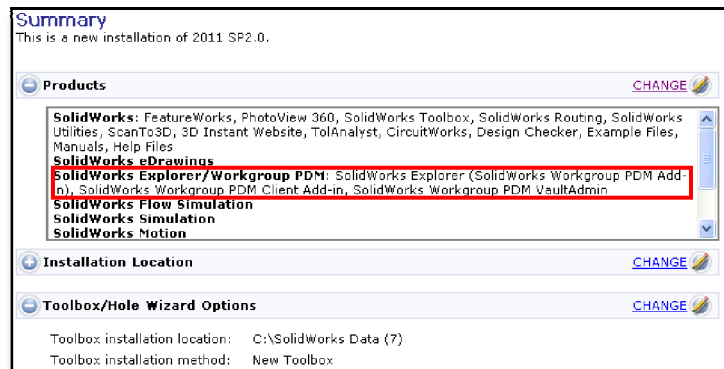 Summary
This is a new installation of 2011 SP2.0.
Products
CHANGE
SolidWorks: FeatureWorks, PhotoView 360, SolidWorks Toolbox, SolidWorks Routing, SolidWorks
Utilities, ScanTo3D, 3D Instant Website, TolAnalyst, CircuitWorks, Design Checker, Example Files,
Manuals, Help Files
SolidWorks eDrawings
SolidWorks Explorer/Workgroup PDM: SolidWorks Explorer (SolidWorks Workgroup PDM Add-
in), SolidWorks Workgroup PDM Client Add-in, SolidWorks Workgroup PDM VaultAdmin
SolidWorks Flow Simulation
SolidWorks Simulation
SolidWorks Motion
Installation Location
CHANGE
Toolbox/Hole Wizard Options
CHANGE
Toolbox installation location: C:\SolidWorks Data (7)
Toolbox installation method: New Toolbox